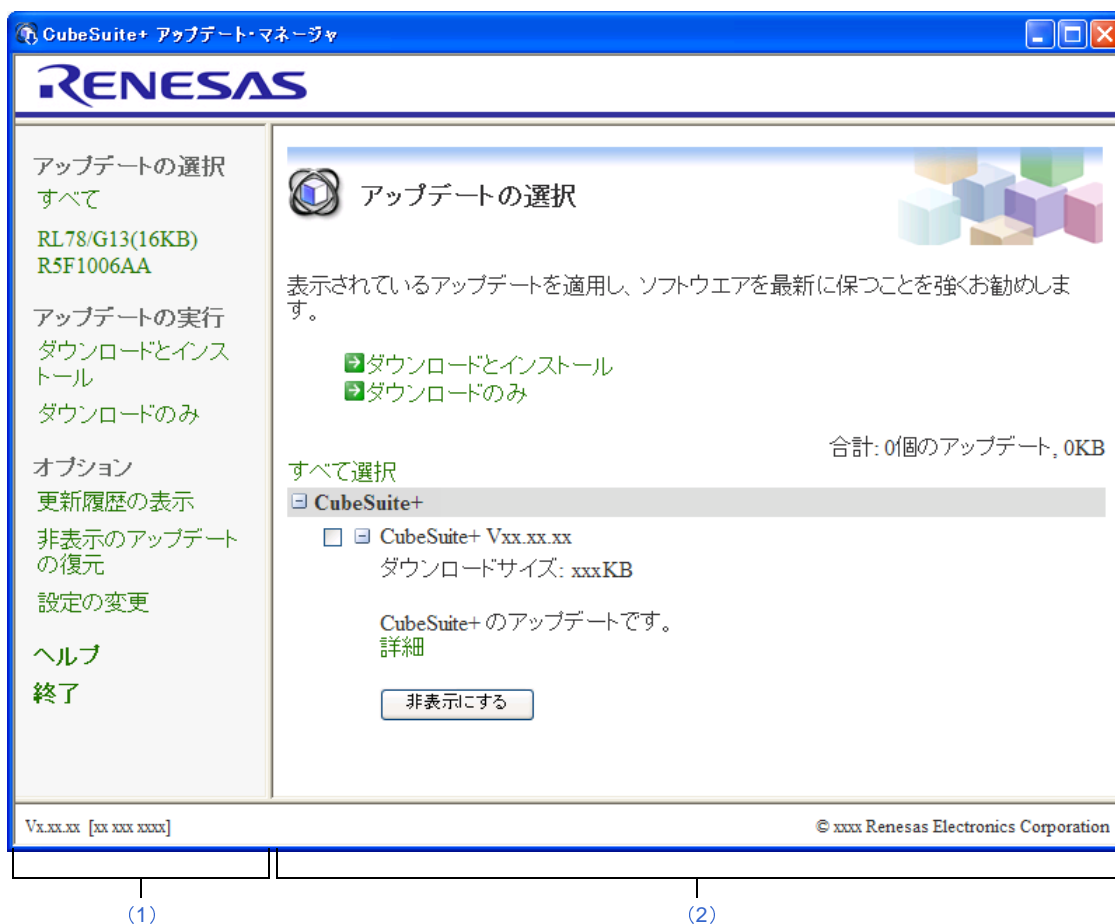 CubeSuite+ アップデート・マネージャ
RENESAS
アップデートの選択
すべて
RL78/G13(16KB)
R5F1006AA
アップデートの実行
ダウンロードとインス
トール
ダウンロードのみ
オプション
更新履歴の表示
非表示のアップデート
の復元
設定の変更
ヘルプ
終了
アップデートの選択
表示されているアップデートを適用し、ソフトウエアを最新に保つことを強くお勧めしま
す。
ダウンロードとインストール
ダウンロードのみ
合計: 0個のアップデート, 0KB
すべて選択
CubeSuite+
CubeSuite+ Vxx.xx.xx
ダウンロードサイズ: xxxKB
CubeSuite+ のアップデートです。
詳細
非表示にする
Vx.xx.xx [xx xxx xxxx]
© xxxx Renesas Electronics Corporation
(1)
(2)